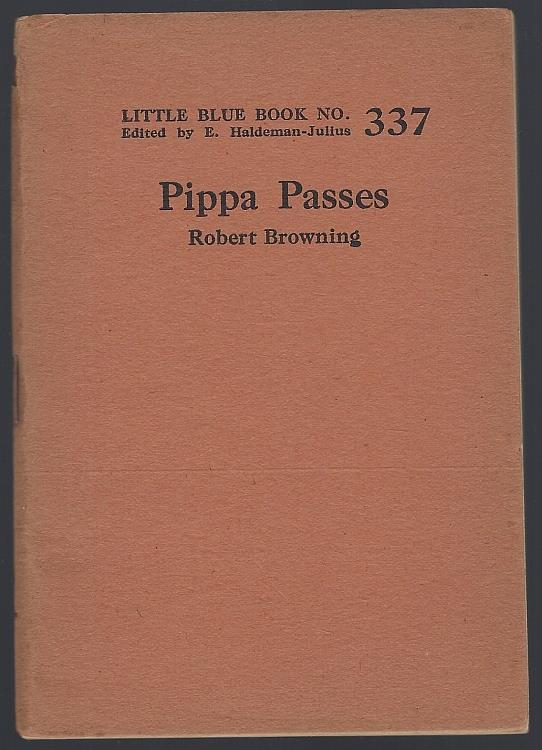 LITTLE BLUE BOOK NO. 337
Edited by E. Haldeman-Julius
Pippa Passes
Robert Browning